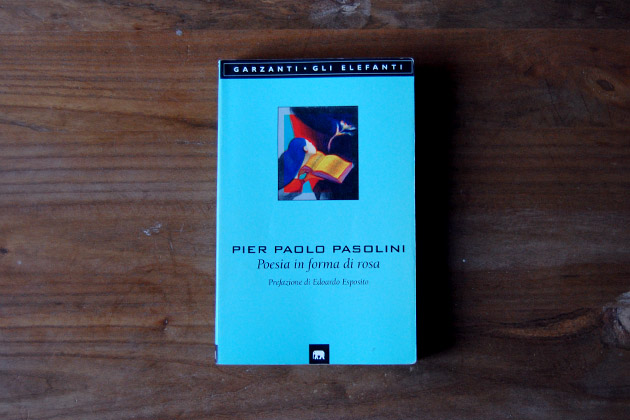 GARZANTI • GLI ELEFANTI
PIER PAOLO PASOLINI
Poesia in forma di rosa
Prefazione di Edoardo Esposito